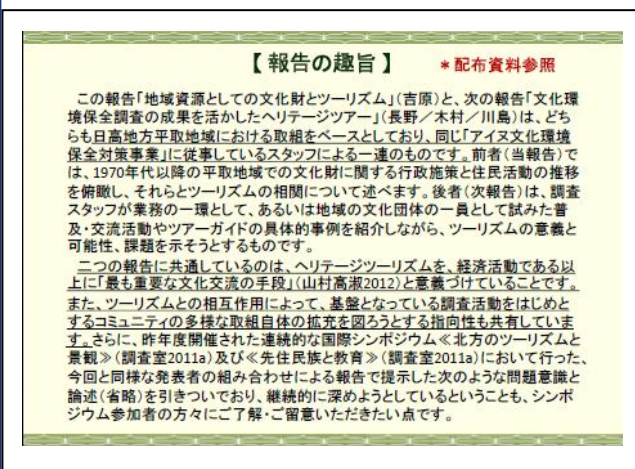 【 報告の趣旨 】 *配布資料参照
この報告「地域資源としての文化財とツーリズム」(吉原)と、次の報告「文化環
境保全調査の成果を活かしたヘリテージツアー」(長野/木村/川島)は、どち
らも日高地方平取地域における取組をベースとしており、同じ「アイヌ文化環境
保全対策事業」に従事しているスタッフによる一連のものです。前者(当報告)で
は、1970年代以降の平取地域での文化財に関する行政施策と住民活動の推移
を俯瞰し、それらとツーリズムの相関について述べます。後者(次報告)は、調査
スタッフが業務の一環として、あるいは地域の文化団体の一員として試みた普
及・交流活動やツアーガイドの具体的事例を紹介しながら、ツーリズムの意義と
可能性、課題を示そうとするものです。
二つの報告に共通しているのは、ヘリテージツーリズムを、経済活動である以
上に「最も重要な文化交流の手段」(山村高淑2012)と意義づけていることです。
また、ツーリズムとの相互作用によって、基盤となっている調査活動をはじめと
するコミュニティの多様な取組自体の拡充を図ろうとする指向性も共有していま
す。さらに、昨年度開催された連続的な国際シンポジウム≪北方のツーリズムと
景観≫(調査室2011a)及び≪先住民族と教育≫(調査室2011a)において行った、
今回と同様な発表者の組み合わせによる報告で提示した次のような問題意識と
論述(省略)を引きついでおり、継続的に深めようとしているということも、シンポ
ジウム参加者の方々にご了解・ご留意いただきたい点です。